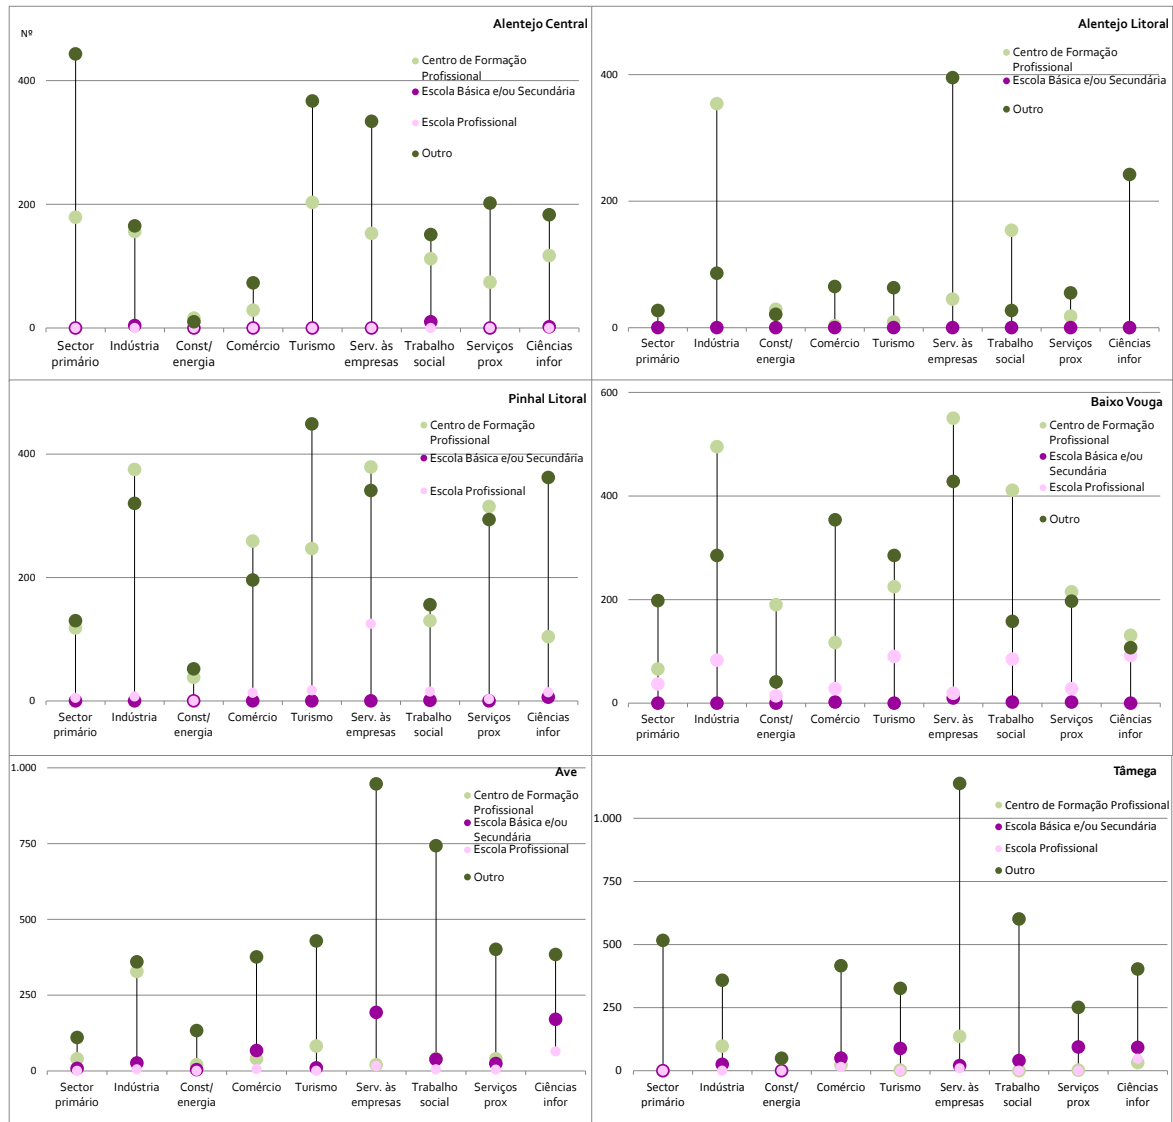 Alentejo Central
Nº
Centro de Formação
Profissional
Escola Básica e/ou Secundária
Escola Profissional
Outro
400
200
0
Sector
primário
Indústria
Const/
energia
Comércio
Turismo
Serv. às
empresas
Trabalho
social
Serviços
prox
Ciências
infor
Alentejo Litoral
Centro de Formação
Profissional
Escola Básica e/ou Secundária
Outro
400
200
0
Sector
primário
Indústria
Const/
energia
Comércio
Turismo
Serv. às
empresas
Trabalho
social
Serviços
prox
Ciências
infor
Pinhal Litoral
Centro de Formação
Profissional
Escola Básica e/ou Secundária
Escola Profissional
Outro
400
200
0
Sector
primário
Indústria
Const/
energia
Comércio
Turismo
Serv. às
empresas
Trabalho
social
Serviços
prox
Ciências
infor
Baixo Vouga
Centro de Formação
Profissional
Escola Básica e/ou
Secundária
Escola Profissional
Outro
600
400
200
0
Sector
primário
Indústria
Const/
energia
Comércio
Turismo
Serv. às
empresas
Trabalho
social
Serviços
prox
Ciências
infor
Ave
Centro de Formação
Profissional
Escola Básica e/ou
Secundária
Escola Profissional
Outro
1.000
750
500
250
0
Sector
primário
Indústria
Const/
energia
Comércio
Turismo
Serv. às
empresas
Trabalho
social
Serviços
prox
Ciências
infor
Tâmega
Centro de Formação Profissional
Escola Básica e/ou Secundária
Escola Profissional
Outro
1.000
750
500
250
0
Sector
primário
Indústria
Const/
energia
Comércio
Turismo
Serv. às
empresas
Trabalho
social
Serviços
prox
Ciências
infor